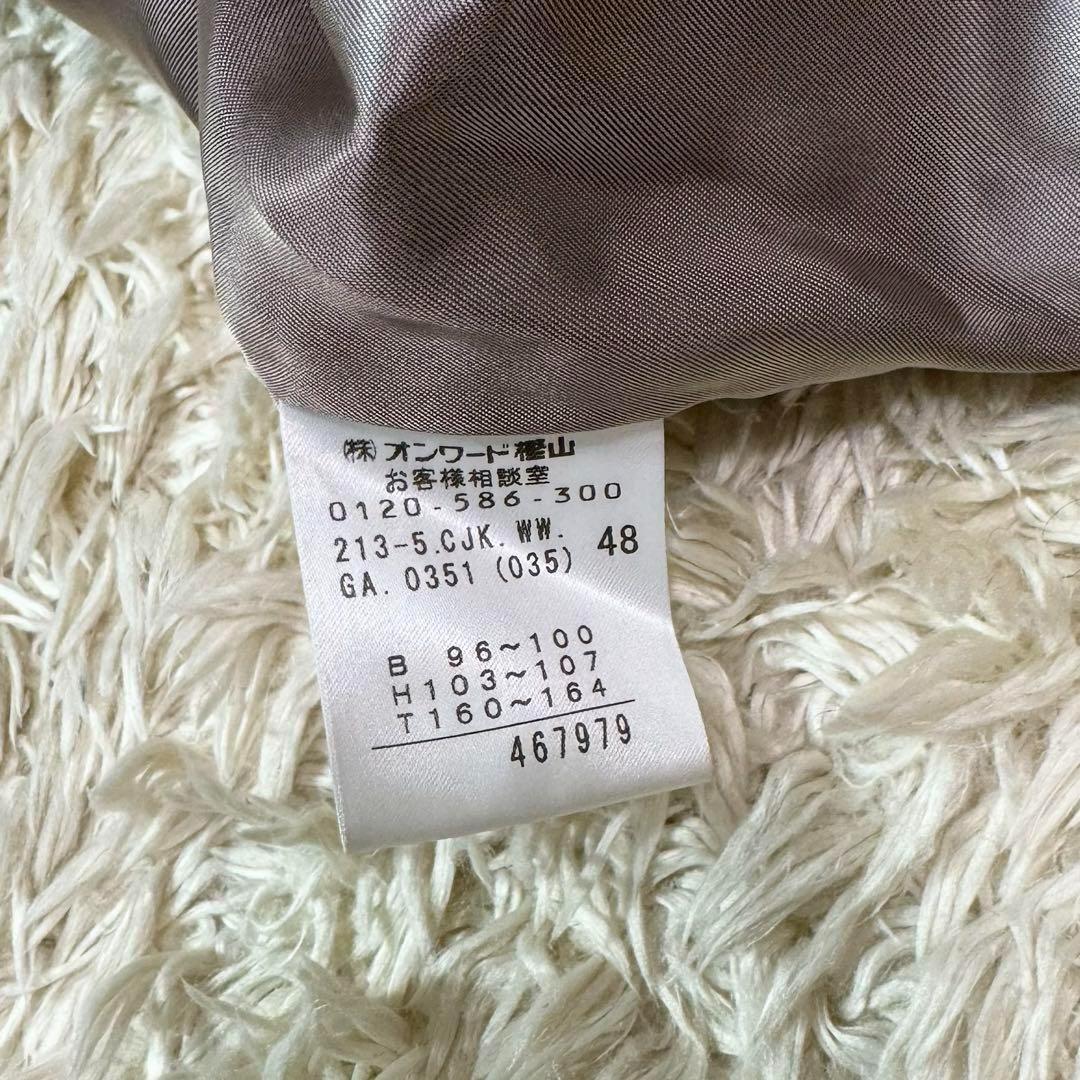 ㈱オンワード樫山
お客様相談室
0120-586-300
213-5.CJK.WW. 48
GA. 0351 (035)
B 96~100
H103~107
T160~164
467979